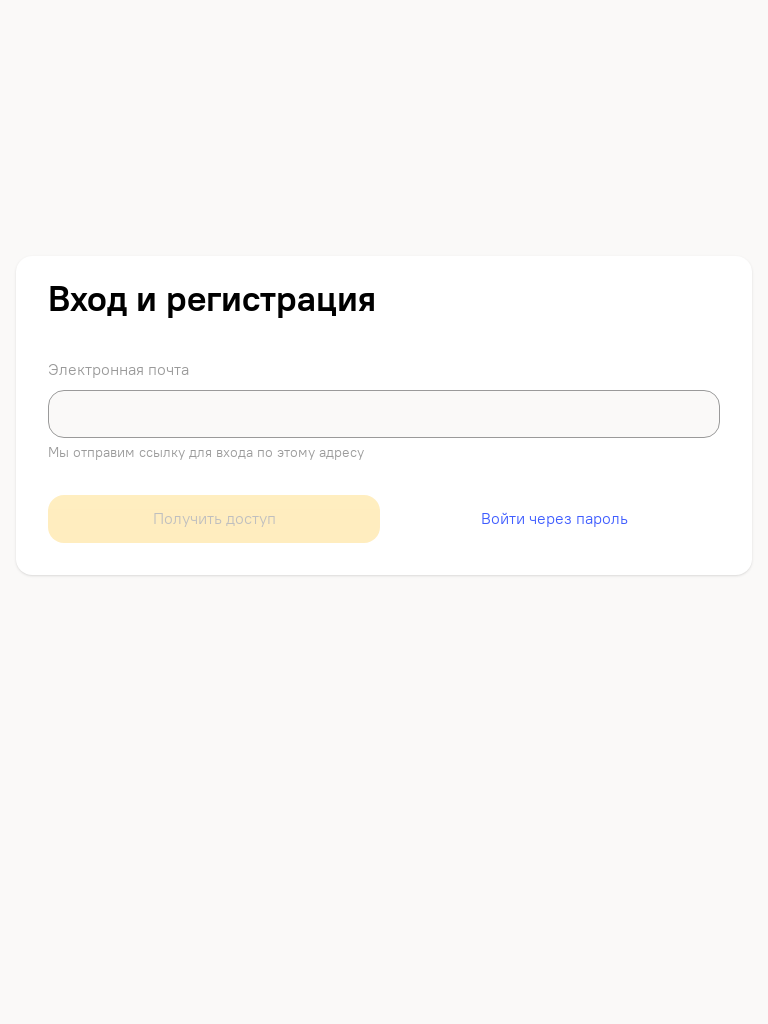 Вход и регистрация
Электронная почта
Мы отправим ссылку для входа по этому адресу
Получить доступ
Войти через пароль